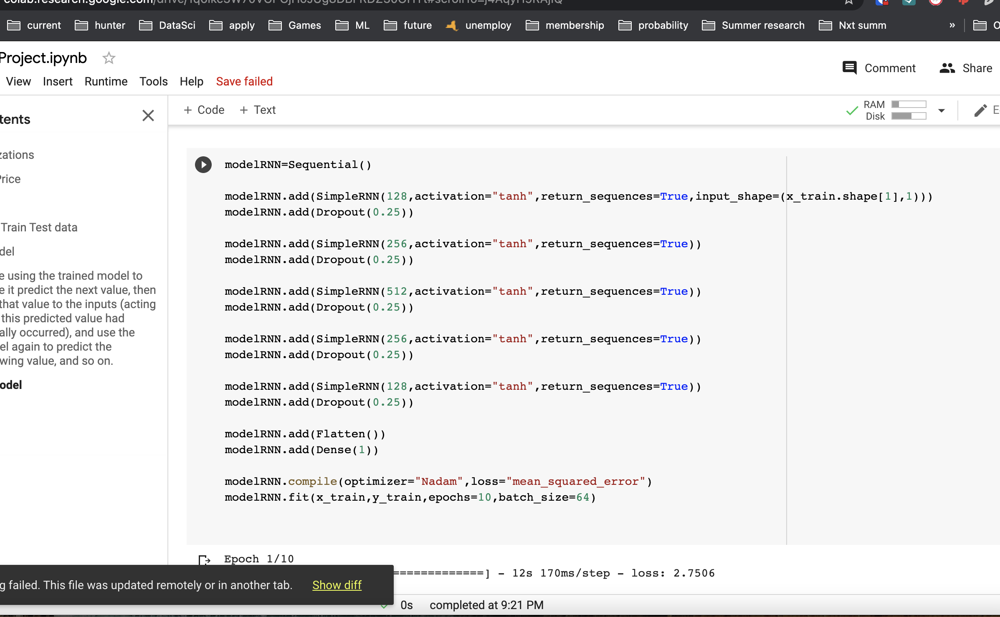 current hunter DataSci apply Games ML future unemploy membership probability Summer research Nxt summ »
Project.ipynb
Comment Share
View Insert Runtime Tools Help Save failed
+ Code + Text
RAM
Disk
tents
zations
Price
Train Test data
del
e using the trained model to
e it predict the next value, then
that value to the inputs (acting
this predicted value had
ally occurred), and use the
el again to predict the
wing value, and so on.
odel
modelRNN=Sequential()
modelRNN.add(SimpleRNN(128,activation="tanh",return_sequences=True,input_shape=(x_train.shape[1],1)))
modelRNN.add(Dropout(0.25))
modelRNN.add(SimpleRNN(256,activation="tanh",return_sequences=True))
modelRNN.add(Dropout(0.25))
modelRNN.add(SimpleRNN(512,activation="tanh",return_sequences=True))
modelRNN.add(Dropout(0.25))
modelRNN.add(SimpleRNN(256,activation="tanh",return_sequences=True))
modelRNN.add(Dropout(0.25))
modelRNN.add(SimpleRNN(128,activation="tanh",return_sequences=True))
modelRNN.add(Dropout(0.25))
modelRNN.add(Flatten())
modelRNN.add(Dense(1))
modelRNN.compile(optimizer="Nadam",loss="mean_squared_error")
modelRNN.fit(x_train,y_train,epochs=10,batch_size=64)
Epoch 1/10
=============] - 12s 170ms/step - loss: 2.7506
g failed. This file was updated remotely or in another tab. Show diff
0s completed at 9:21 PM